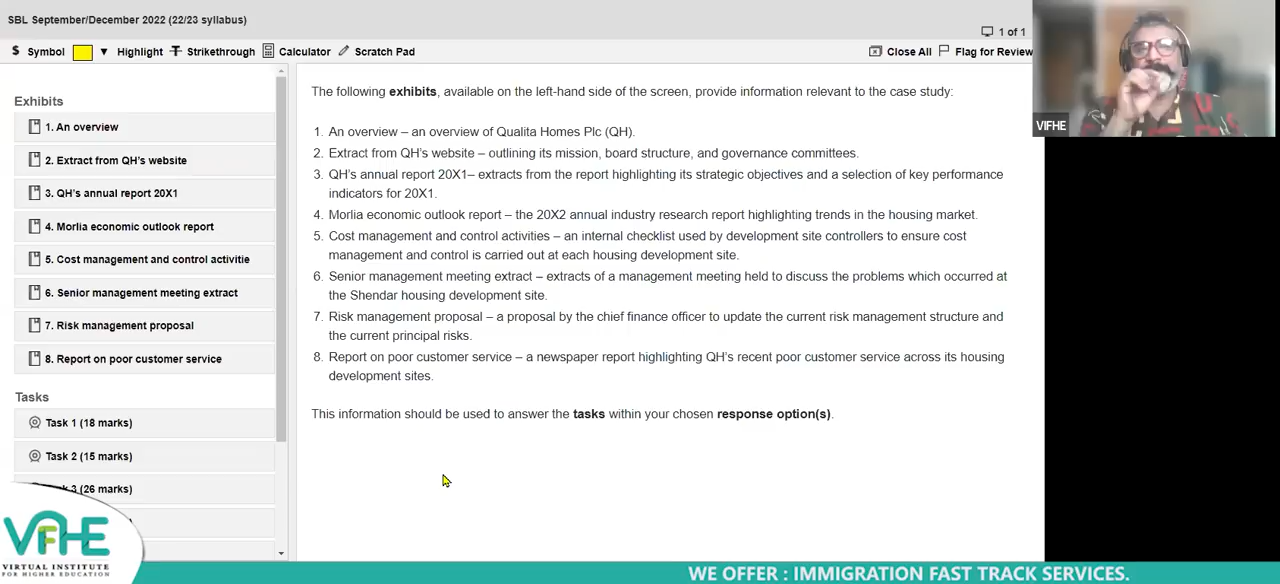 SBL September/December 2022 (22/23 syllabus)
1 of 1
$ Symbol Highlight Strikethrough Calculator Scratch Pad
Close All Flag for Review
Exhibits
1. An overview
2. Extract from QH's website
3. QH's annual report 20X1
4. Morlia economic outlook report
5. Cost management and control activitie
6. Senior management meeting extract
7. Risk management proposal
8. Report on poor customer service
Tasks
Task 1 (18 marks)
Task 2 (15 marks)
3 (26 marks)
The following exhibits, available on the left-hand side of the screen, provide information relevant to the case study:
1. An overview – an overview of Qualita Homes Plc (QH).
2. Extract from QH's website – outlining its mission, board structure, and governance committees.
3. QH's annual report 20X1– extracts from the report highlighting its strategic objectives and a selection of key performance
indicators for 20X1.
4. Morlia economic outlook report – the 20X2 annual industry research report highlighting trends in the housing market.
5. Cost management and control activities – an internal checklist used by development site controllers to ensure cost
management and control is carried out at each housing development site.
6. Senior management meeting extract – extracts of a management meeting held to discuss the problems which occurred at
the Shendar housing development site.
7. Risk management proposal – a proposal by the chief finance officer to update the current risk management structure and
the current principal risks.
8. Report on poor customer service – a newspaper report highlighting QH's recent poor customer service across its housing
development sites.
This information should be used to answer the tasks within your chosen response option(s).
VIFHE
VIFHE
VIRTUAL INSTITUTE
FOR HIGHER EDUCATION
WE OFFER : IMMIGRATION FAST TRACK SERVICES.